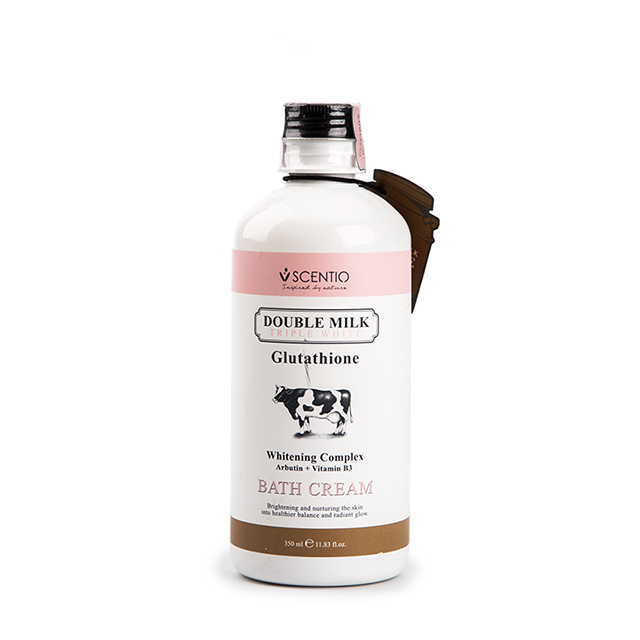 SCENTIO
Inspired by nature
DOUBLE MILK
TRIPLE WHITE
Glutathione
Whitening Complex
Arbutin + Vitamin B3
BATH CREAM
Brightening and nurturing the skin
into healthier balance and radiant glow.
350 ml ℮ 11.83 fl.oz.